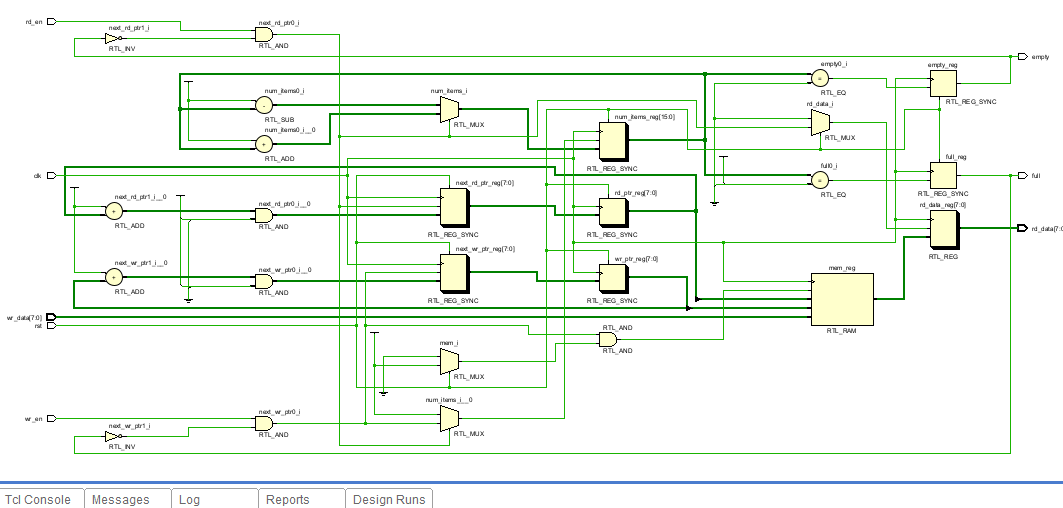 rd_en
next_rd_ptr0_i
next_rd_ptr1_i
RTL_INV
RTL_AND
empty
num_items0_i
RTL_SUB
num_items0_i__0
RTL_ADD
num_items_i
RTL_MUX
num_items_reg[15:0]
RTL_REG_SYNC
empty0_i
RTL_EQ
rd_data_i
RTL_MUX
empty_reg
RTL_REG_SYNC
full0_i
RTL_EQ
full_reg
RTL_REG_SYNC
full
clk
next_rd_ptr1_i__0
RTL_ADD
next_rd_ptr0_i__0
RTL_AND
next_rd_ptr_reg[7:0]
RTL_REG_SYNC
rd_ptr_reg[7:0]
RTL_REG_SYNC
rd_data_reg[7:0]
RTL_REG
rd_data[7:0
next_wr_ptr1_i__0
RTL_ADD
next_wr_ptr0_i__0
RTL_AND
next_wr_ptr_reg[7:0]
RTL_REG_SYNC
wr_ptr_reg[7:0]
RTL_REG_SYNC
mem_reg
RTL_RAM
wr_data[7:0]
rst
RTL_AND
RTL_AND
mem_i
RTL_MUX
num_items_i__0
RTL_MUX
wr_en
next_wr_ptr0_i
RTL_AND
next_wr_ptr1_i
RTL_INV
Tcl Console Messages Log Reports Design Runs